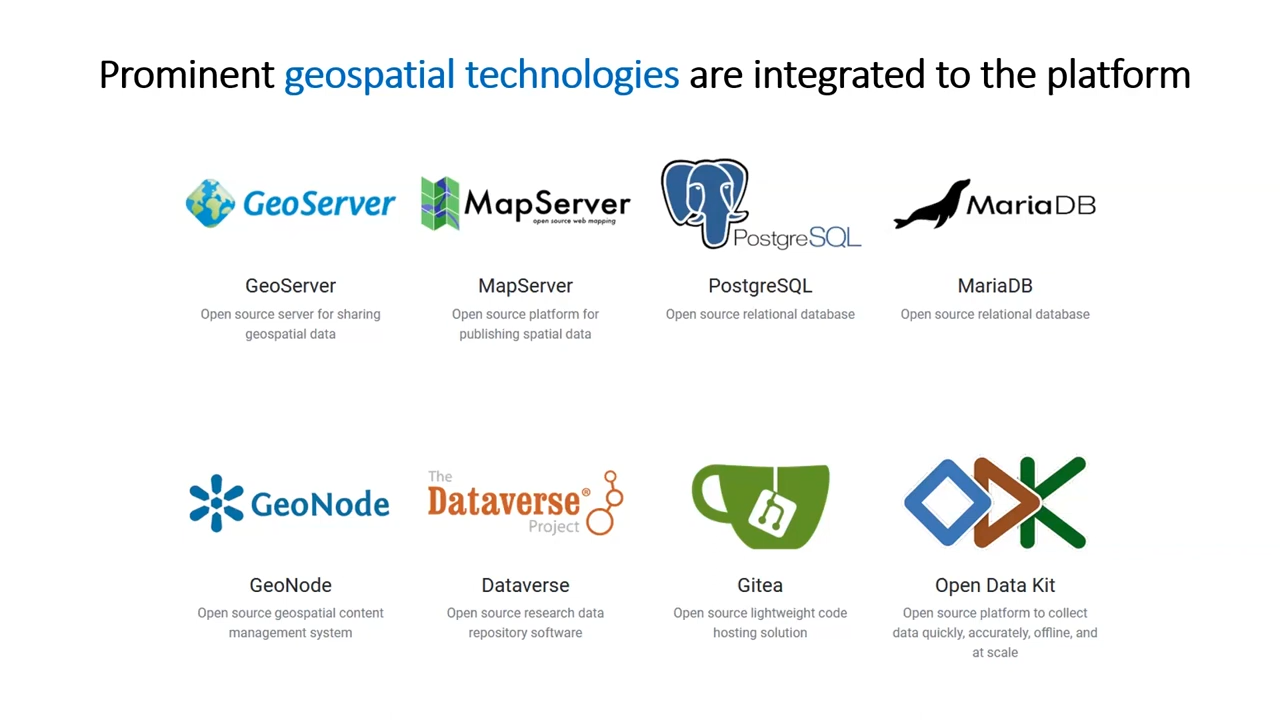 Prominent geospatial technologies are integrated to the platform
GeoServer
MapServer
open source web mapping
PostgreSQL
MariaDB
GeoServer
Open source server for sharing
geospatial data
MapServer
Open source platform for
publishing spatial data
PostgreSQL
Open source relational database
MariaDB
Open source relational database
GeoNode
The
Dataverse®
Project
ODK
GeoNode
Open source geospatial content
management system
Dataverse
Open source research data
repository software
Gitea
Open source lightweight code
hosting solution
Open Data Kit
Open source platform to collect
data quickly, accurately, offline, and
at scale